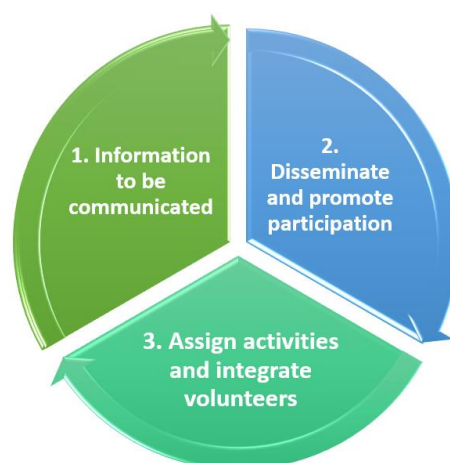 1. Information
to be
communicated
2.
Disseminate
and promote
participation
3. Assign activities
and integrate
volunteers